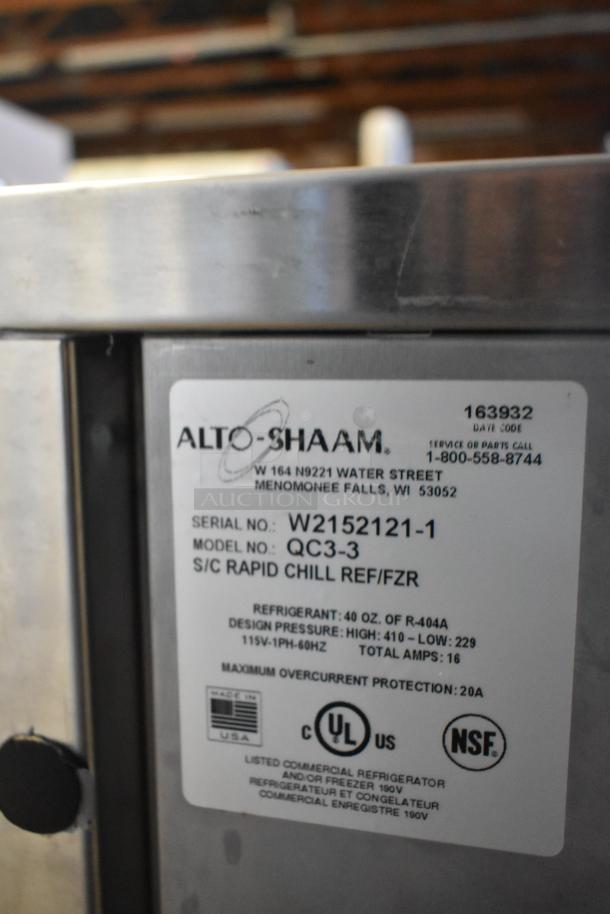 163932
DATE CODE
ALTO-SHAAM®
SERVICE OR PARTS CALL
1-800-558-8744
W 164 N9221 WATER STREET
MENOMONEE FALLS, WI 53052
AUCTION GROUP
SERIAL NO.: W2152121-1
MODEL NO.: QC3-3
S/C RAPID CHILL REF/FZR
REFRIGERANT: 40 OZ. OF R-404A
DESIGN PRESSURE: HIGH: 410 – LOW: 229
115V-1PH-60HZ TOTAL AMPS: 16
MAXIMUM OVERCURRENT PROTECTION: 20A
MADE IN
USA
C UL US
NSF®
LISTED COMMERCIAL REFRIGERATOR
AND/OR FREEZER 190V
REFRIGERATEUR ET CONGELATEUR
COMMERCIAL ENREGISTRE 190V